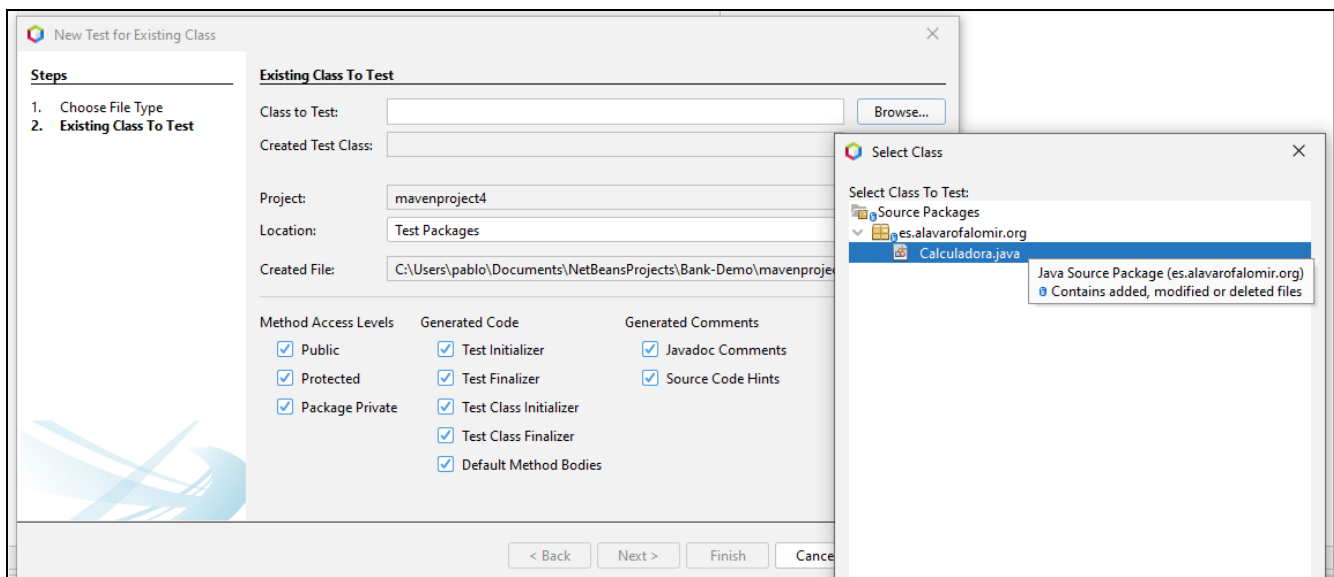 New Test for Existing Class
Steps
1. Choose File Type
2. Existing Class To Test
Existing Class To Test
Class to Test:
Browse...
Created Test Class:
Project:
mavenproject4
Location:
Test Packages
Created File:
C:\Users\pablo\Documents\NetBeansProjects\Bank-Demo\mavenprojec
Method Access Levels
Public
Protected
Package Private
Generated Code
Test Initializer
Test Finalizer
Test Class Initializer
Test Class Finalizer
Default Method Bodies
Generated Comments
Javadoc Comments
Source Code Hints
< Back
Next >
Finish
Cance
Select Class
Select Class To Test:
Source Packages
es.alavarofalomir.org
Calculadora.java
Java Source Package (es.alavarofalomir.org)
Contains added, modified or deleted files